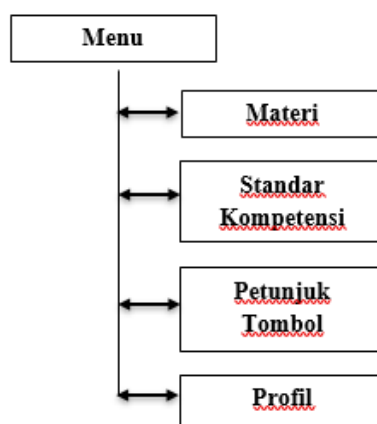 Menu
Materi
Standar
Kompetensi
Petunjuk
Tombol
Profil